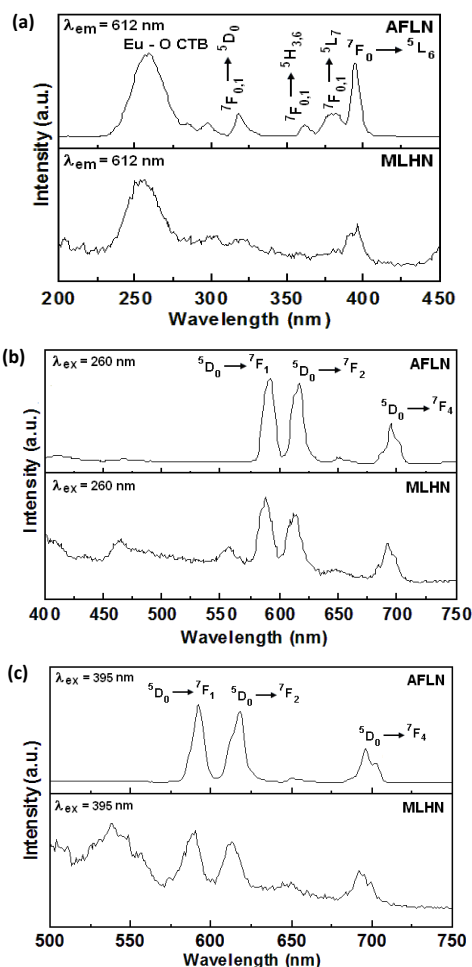 (a)
λem = 612 nm
AFLN
Eu - O CTB
⁷F₀,₁ → ⁵D₀
⁷F₀,₁ → ⁵H₃,₆
⁷F₀,₁ → ⁵L₇
⁷F₀ → ⁵L₆
λem = 612 nm
MLHN
Intensity (a.u.)
200 250 300 350 400 450
Wavelength (nm)
(b)
λex = 260 nm
⁵D₀ → ⁷F₁
⁵D₀ → ⁷F₂
AFLN
⁵D₀ → ⁷F₄
λex = 260 nm
MLHN
Intensity (a.u.)
400 450 500 550 600 650 700 750
Wavelength (nm)
(c)
λex = 395 nm
⁵D₀ → ⁷F₁
⁵D₀ → ⁷F₂
AFLN
⁵D₀ → ⁷F₄
λex = 395 nm
MLHN
Intensity (a.u.)
500 550 600 650 700 750
Wavelength (nm)